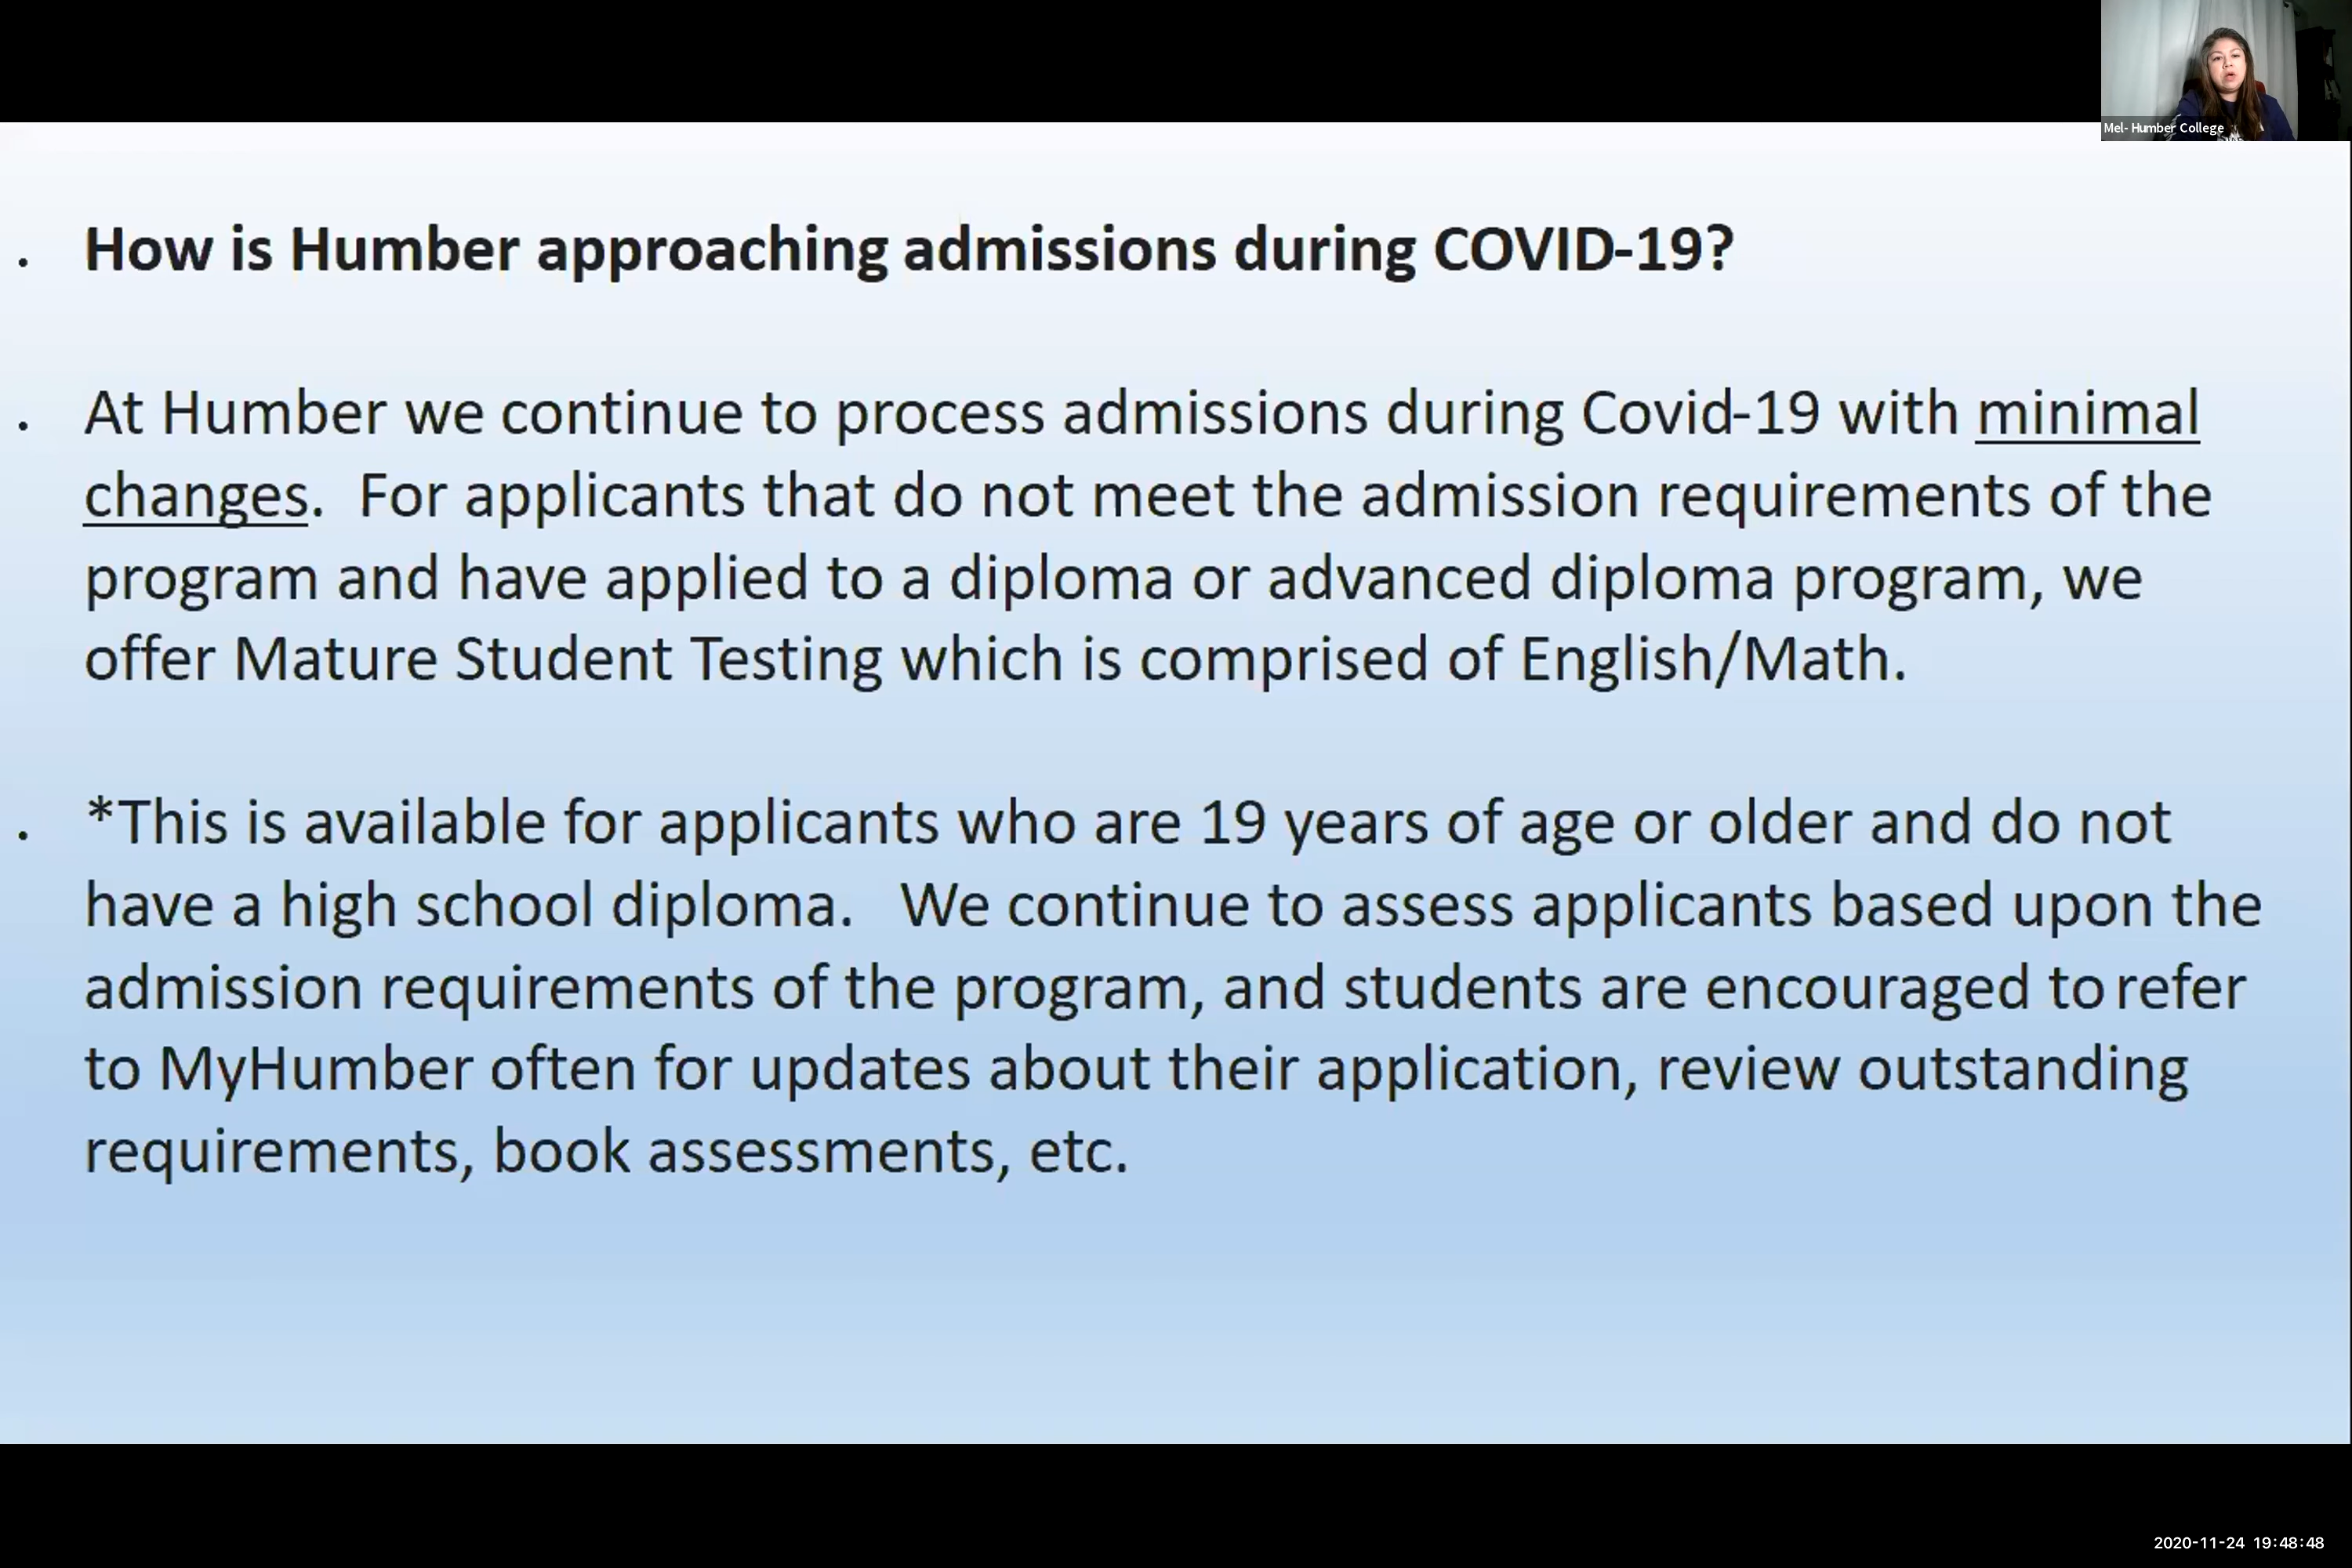 Mel- Humber College
How is Humber approaching admissions during COVID-19?
At Humber we continue to process admissions during Covid-19 with minimal
changes.  For applicants that do not meet the admission requirements of the
program and have applied to a diploma or advanced diploma program, we
offer Mature Student Testing which is comprised of English/Math.
*This is available for applicants who are 19 years of age or older and do not
have a high school diploma.   We continue to assess applicants based upon the
admission requirements of the program, and students are encouraged to refer
to MyHumber often for updates about their application, review outstanding
requirements, book assessments, etc.
2020-11-24 19:48:48